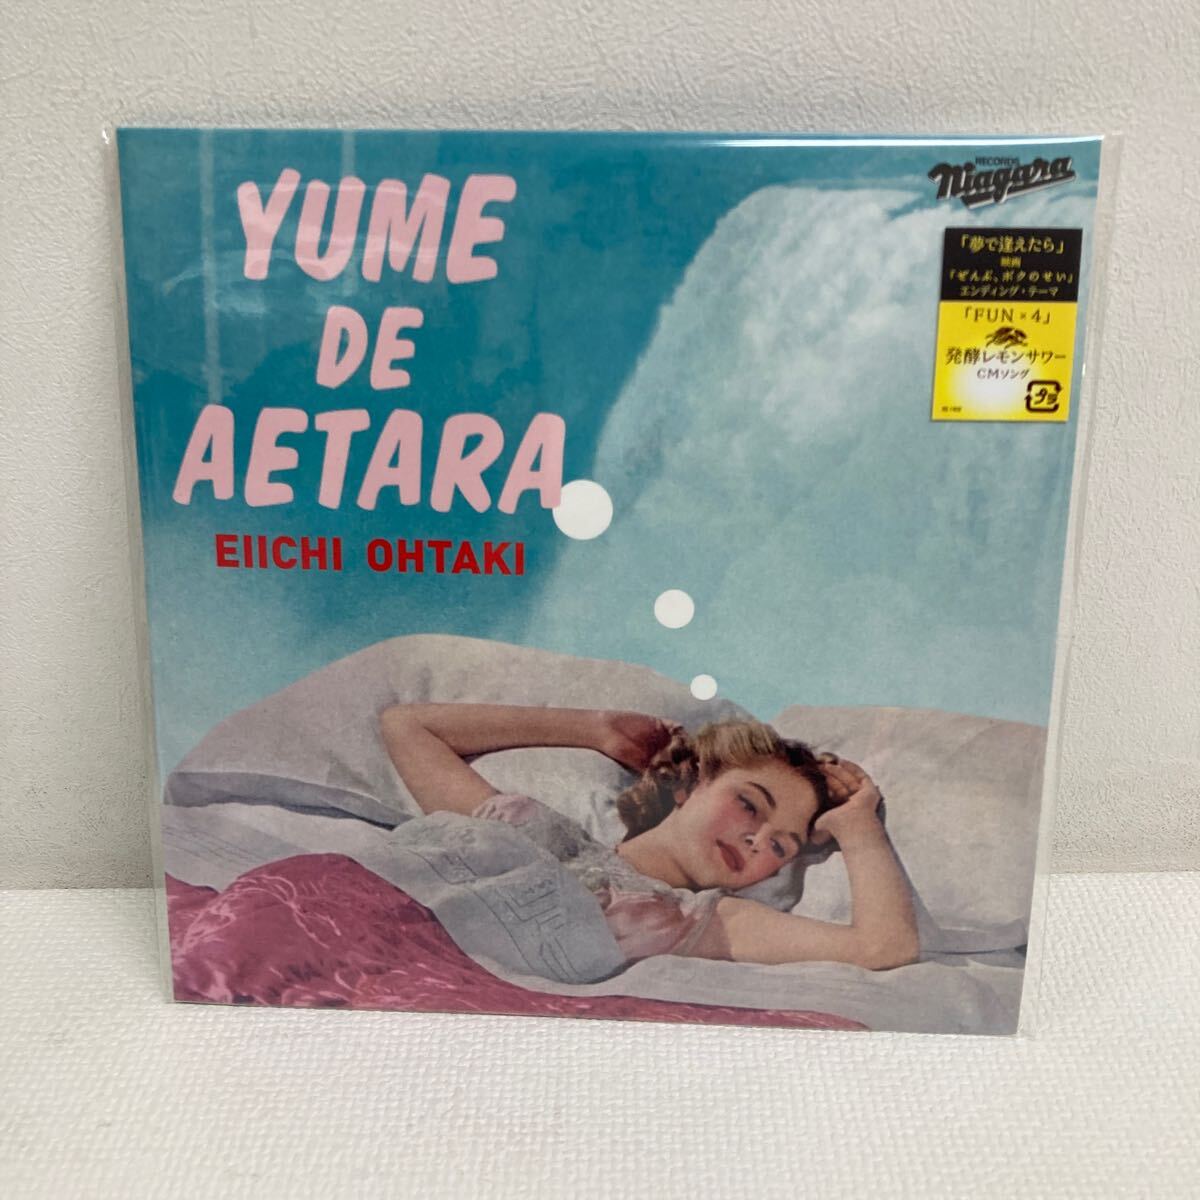 YUME
DE
AETARA
EIICHI OHTAKI
RECORDS
Niagara
「夢で逢えたら」
映画
「ぜんぶ、ボクのせい」
エンディング・テーマ
「FUN×4」
発酵レモンサワー
CMソング
プラ